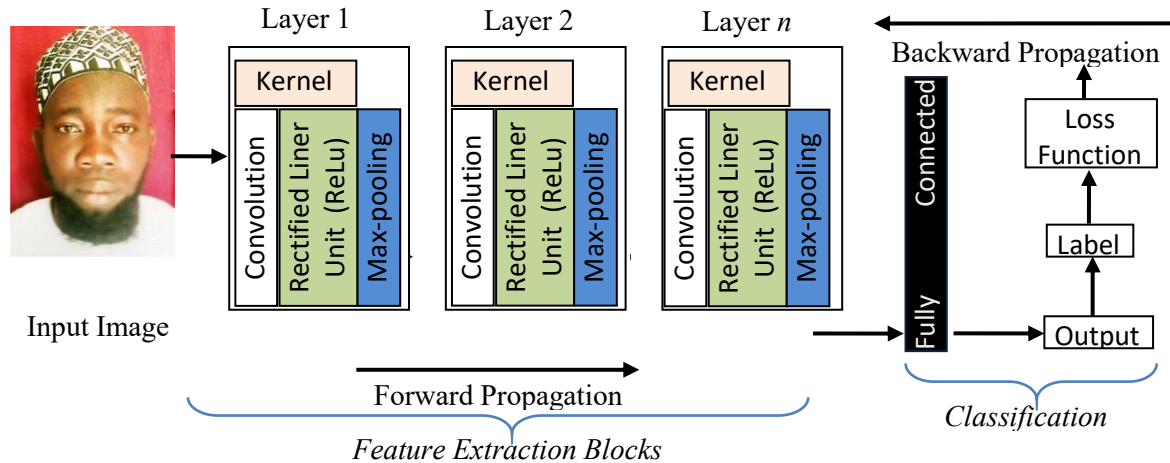 Layer 1
Kernel
Convolution
Rectified Liner
Unit (ReLu)
Max-pooling
Layer 2
Kernel
Convolution
Rectified Liner
Unit (ReLu)
Max-pooling
Layer n
Kernel
Convolution
Rectified Liner
Unit (ReLu)
Max-pooling
Backward Propagation
Fully Connected
Loss
Function
Label
Output
Input Image
Forward Propagation
Feature Extraction Blocks
Classification